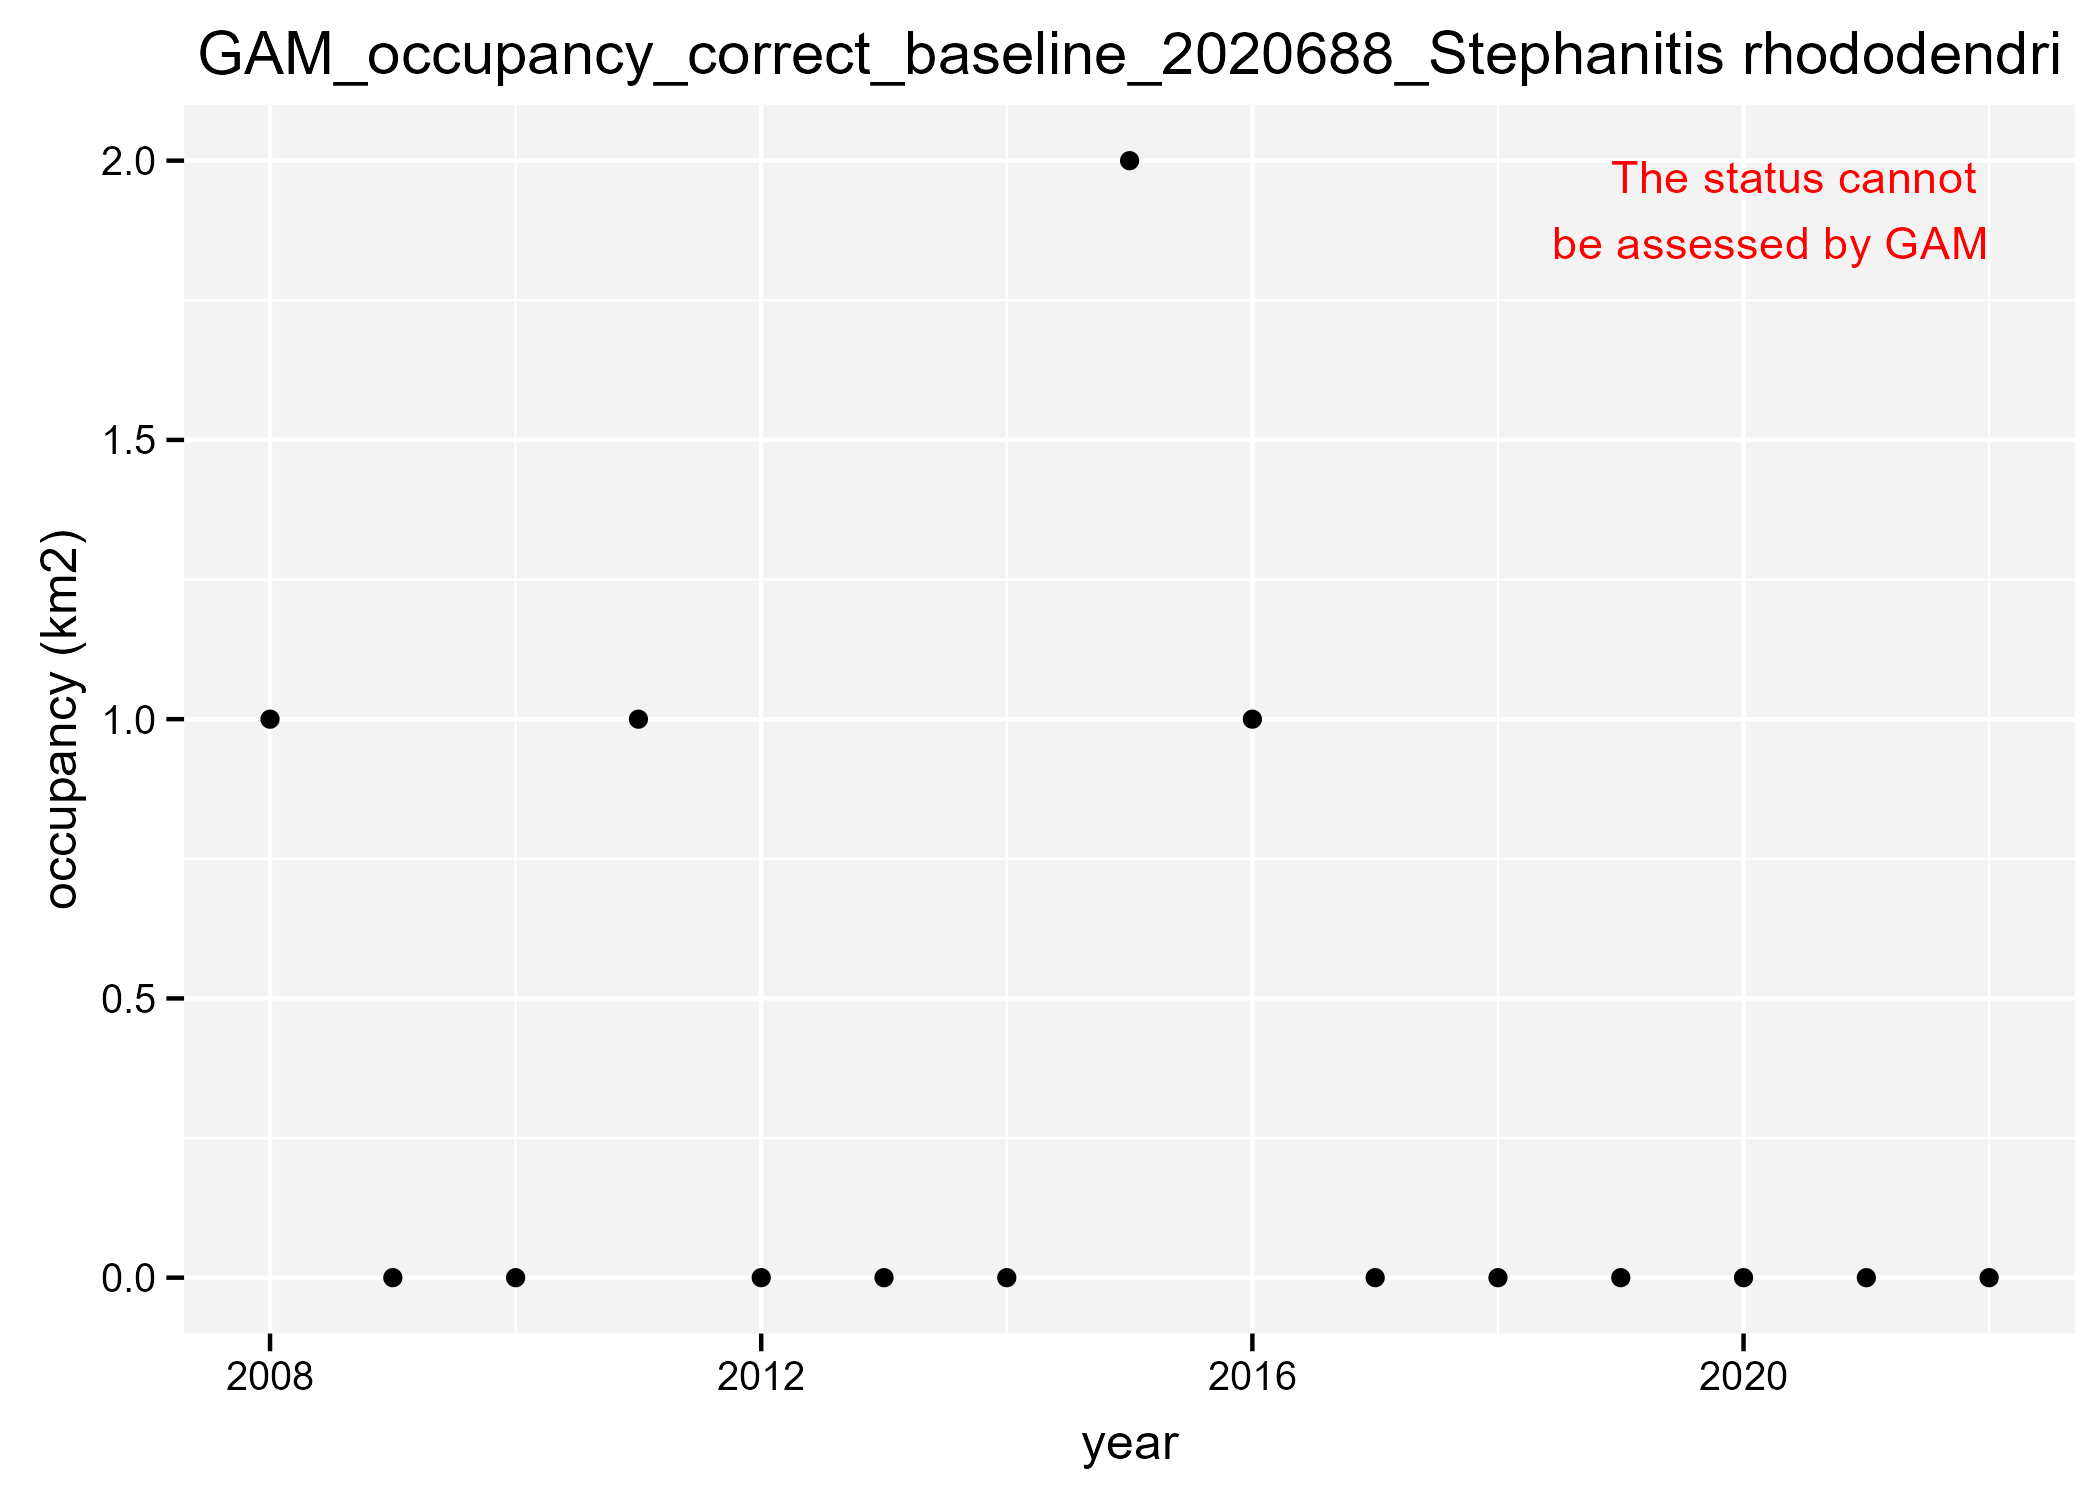 GAM_occupancy_correct_baseline_2020688_Stephanitis rhododendri
The status cannot
be assessed by GAM
2.0
1.5
1.0
0.5
0.0
occupancy (km2)
2008
2012
2016
2020
year